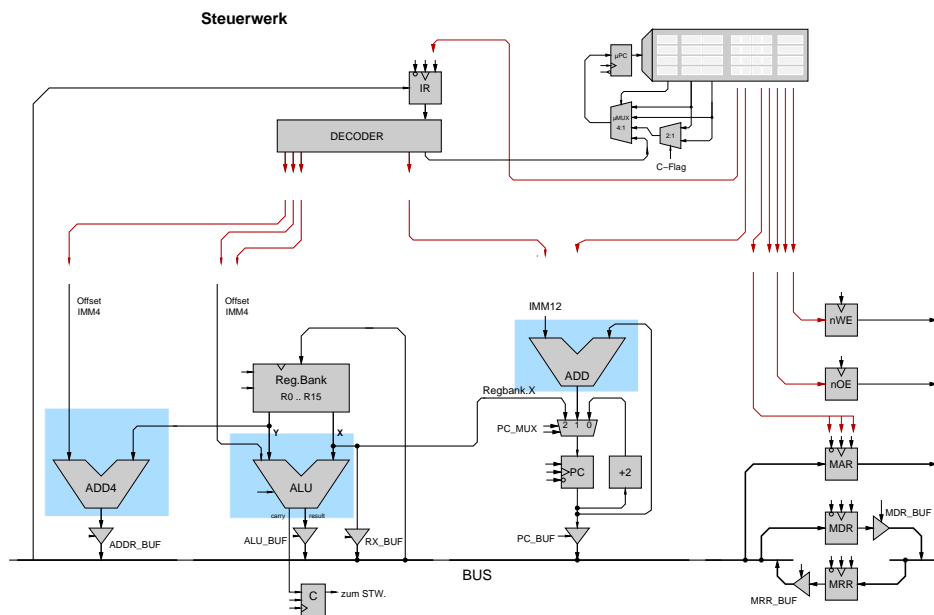 Steuerwerk
µPC
IR
µMUX
4:1
2:1
DECODER
C−Flag
Offset
IMM4
Offset
IMM4
IMM12
nWE
ADD
Reg.Bank
R0 .. R15
nOE
Regbank.X
2 1 0
PC_MUX
Y
X
ADD4
ALU
PC
+2
MAR
carry
result
ADDR_BUF
ALU_BUF
RX_BUF
PC_BUF
MDR
MDR_BUF
BUS
MRR
MRR_BUF
C
zum STW.